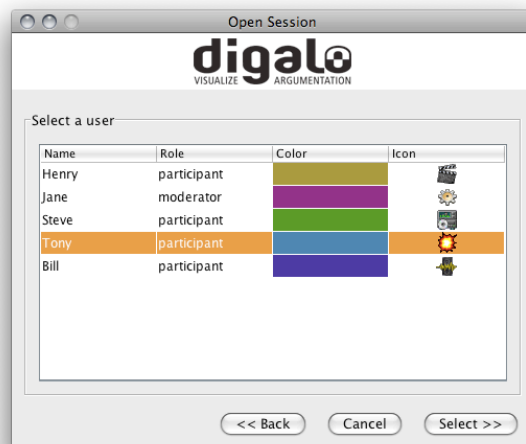 Open Session
digalo
VISUALIZE ARGUMENTATION
Select a user
Name Role Color Icon
Henry participant
Jane moderator
Steve participant
Tony participant
Bill participant
<< Back Cancel Select >>